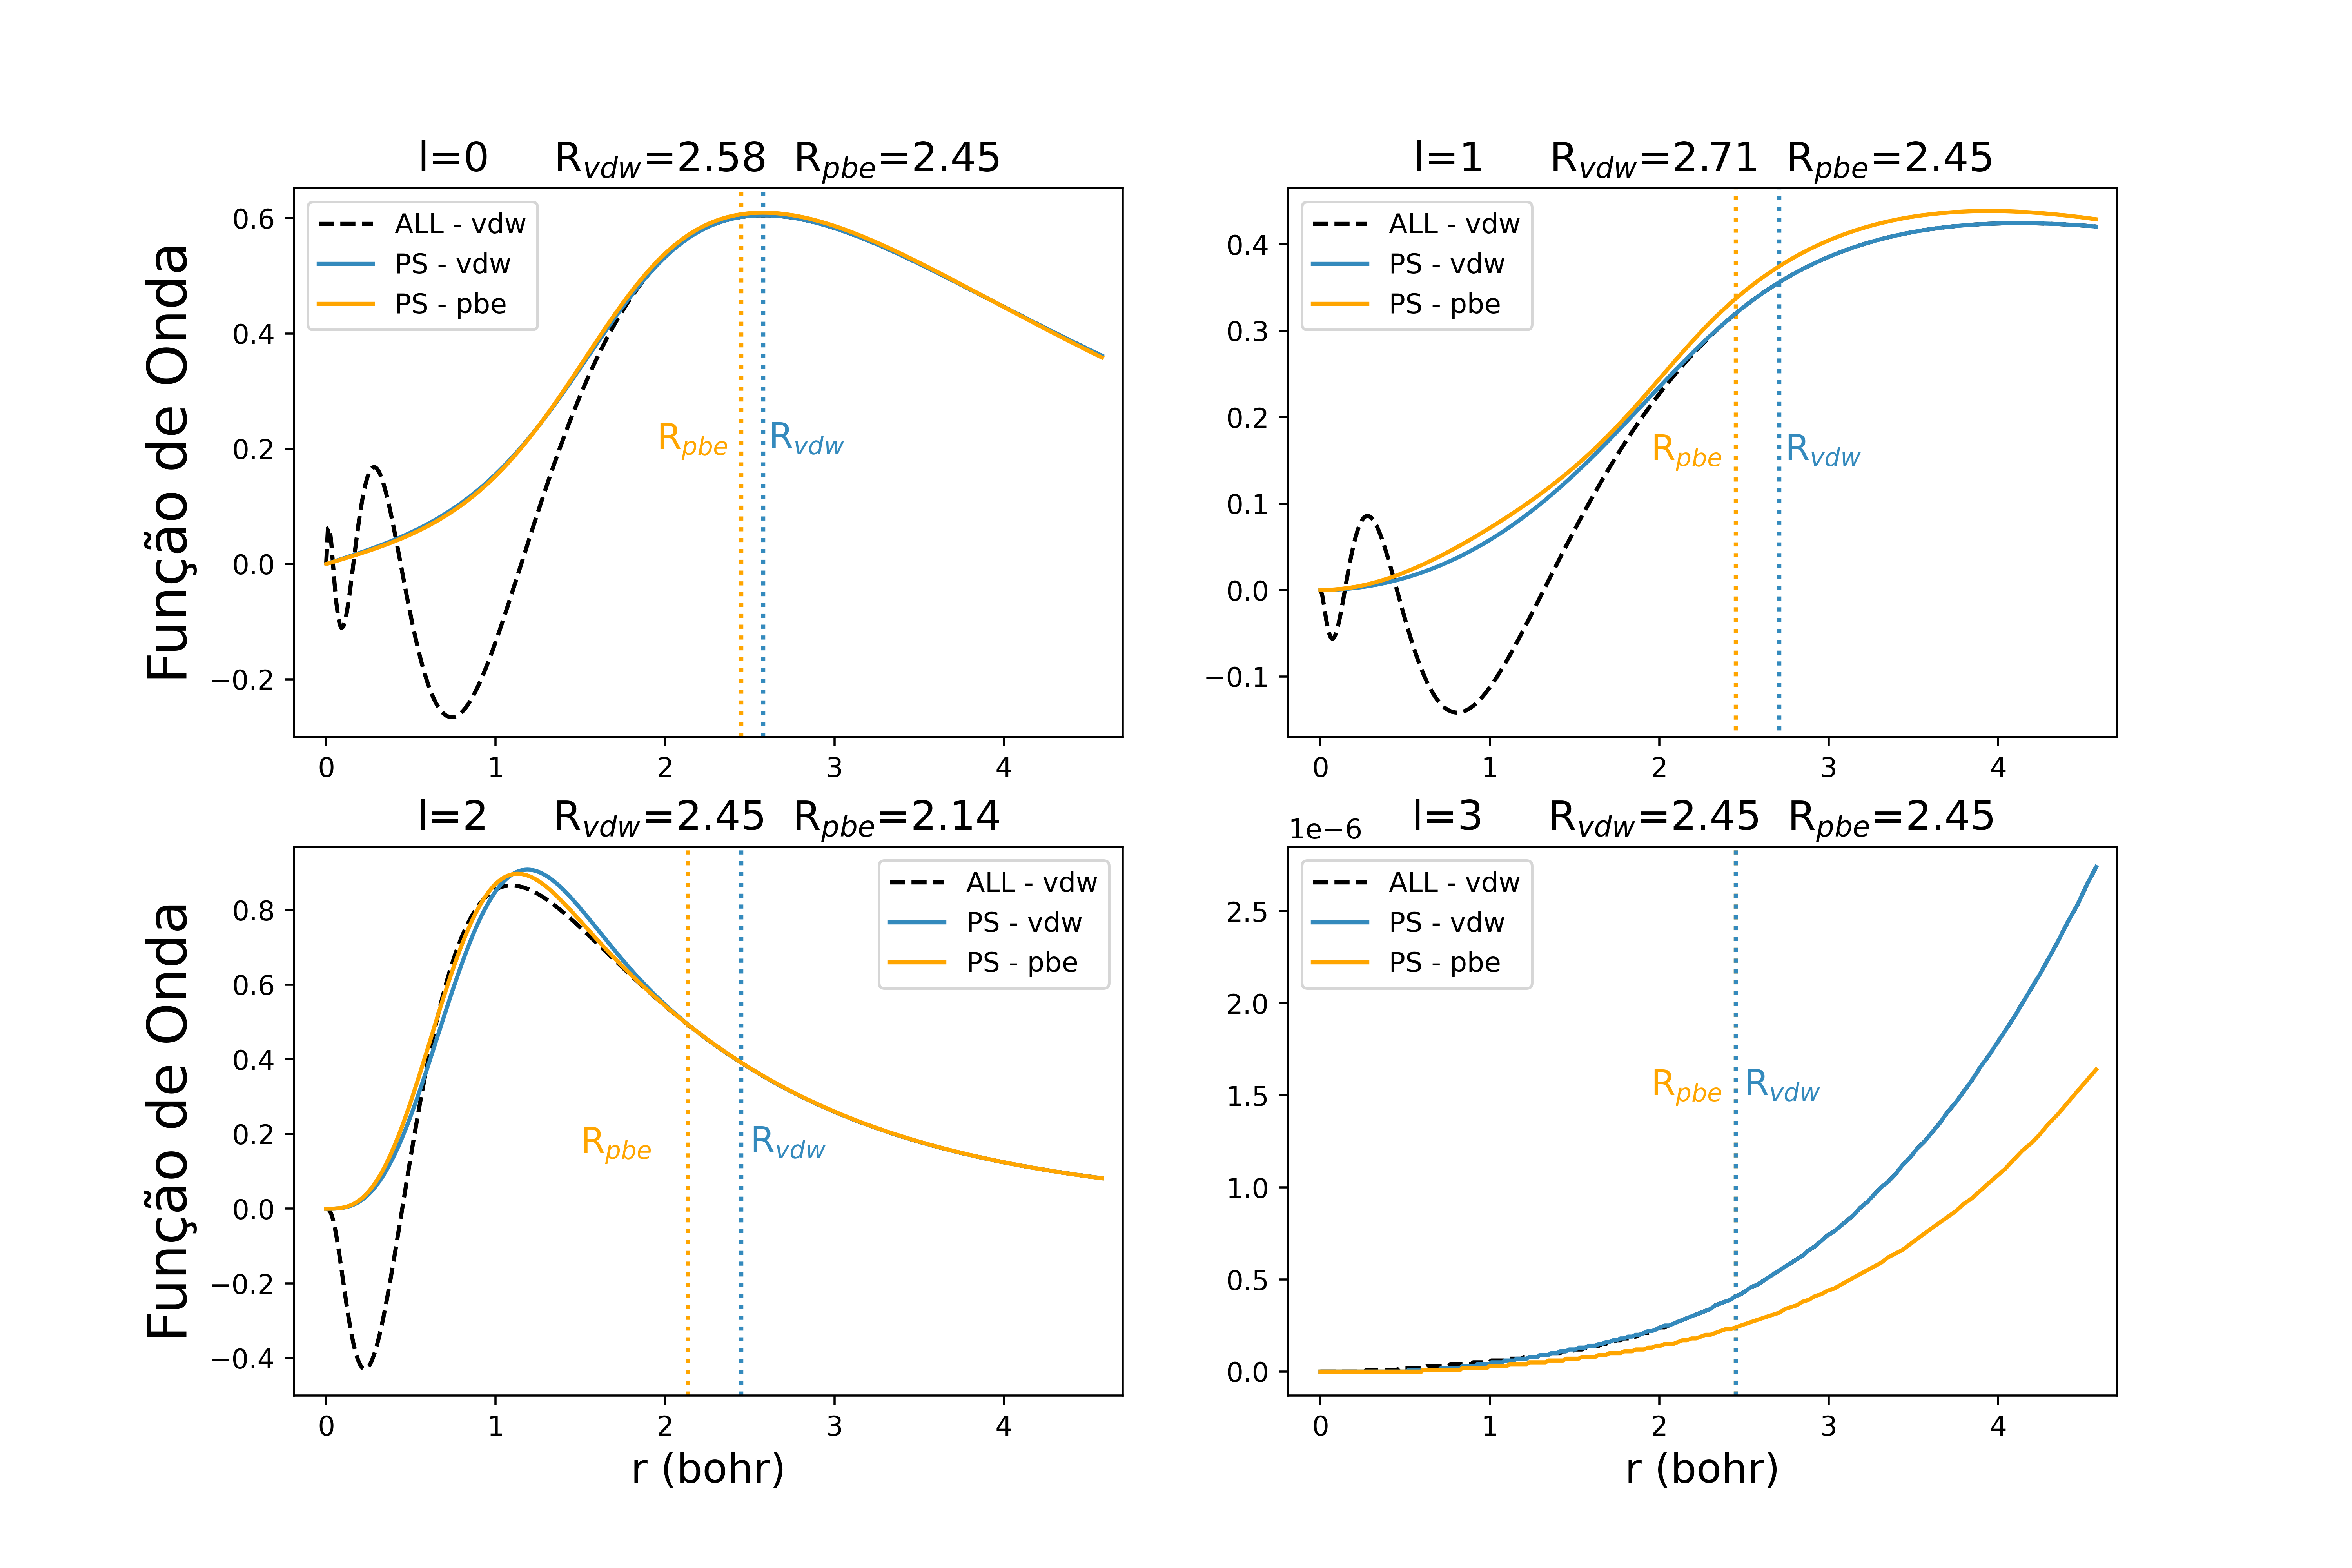 l=0 R_vdw=2.58 R_pbe=2.45
Função de Onda
ALL - vdw
PS - vdw
PS - pbe
0.6
0.4
0.2
0.0
−0.2
R_pbe
R_vdw
0 1 2 3 4
l=1 R_vdw=2.71 R_pbe=2.45
ALL - vdw
PS - vdw
PS - pbe
0.4
0.3
0.2
0.1
0.0
−0.1
R_pbe
R_vdw
0 1 2 3 4
l=2 R_vdw=2.45 R_pbe=2.14
Função de Onda
ALL - vdw
PS - vdw
PS - pbe
0.8
0.6
0.4
0.2
0.0
−0.2
−0.4
R_pbe
R_vdw
0 1 2 3 4
r (bohr)
l=3 R_vdw=2.45 R_pbe=2.45
1e−6
ALL - vdw
PS - vdw
PS - pbe
2.5
2.0
1.5
1.0
0.5
0.0
R_pbe
R_vdw
0 1 2 3 4
r (bohr)